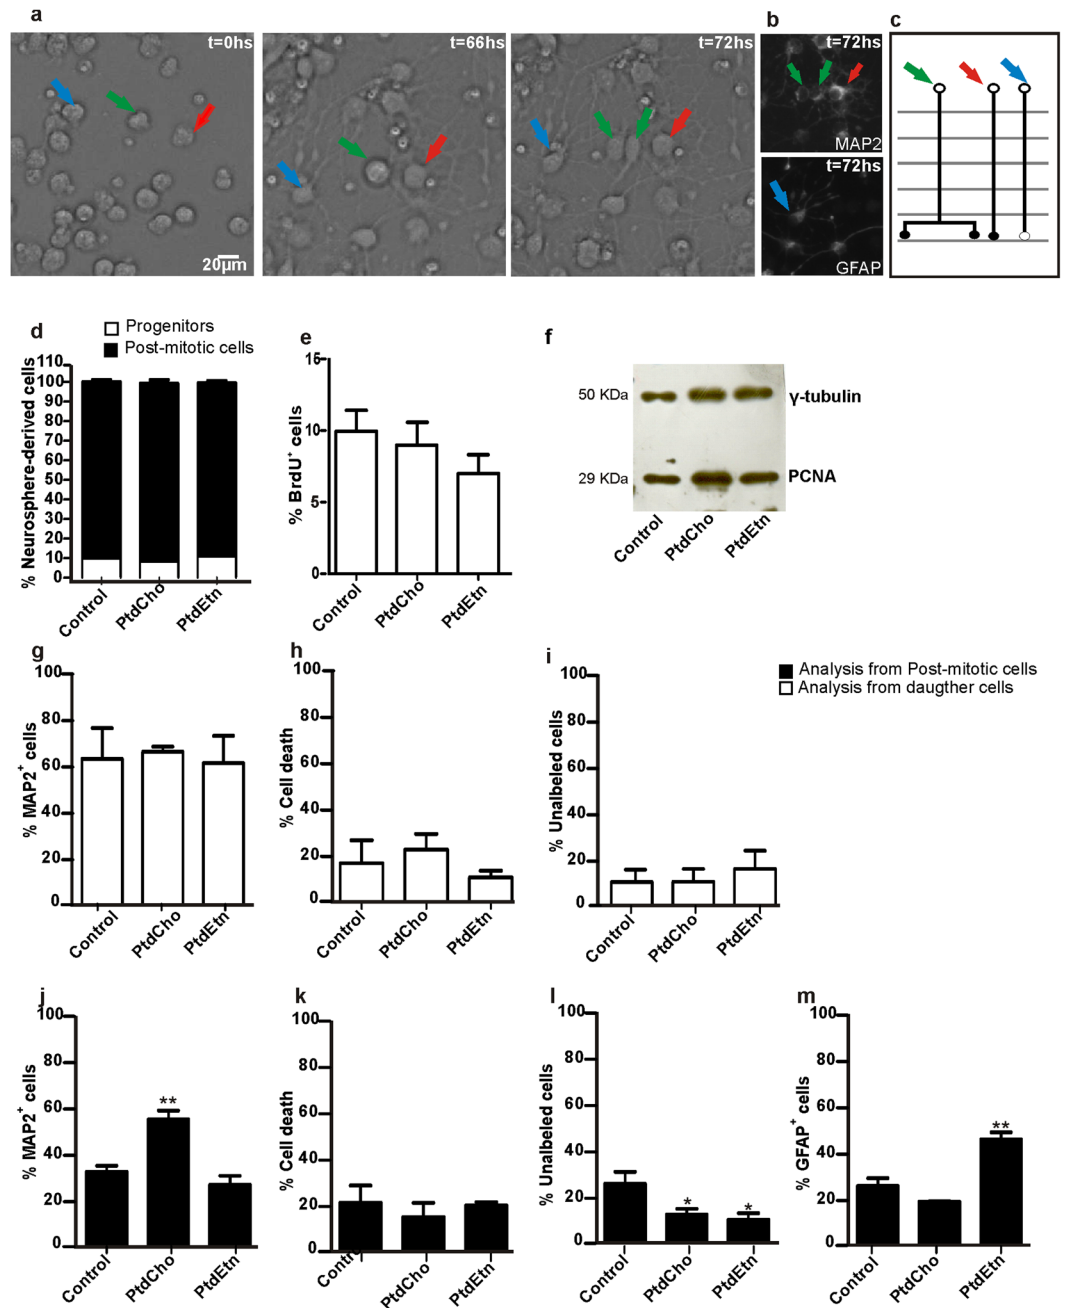 a
t=0hs
20µm
t=66hs
t=72hs
b
t=72hs
MAP2
t=72hs
GFAP
c
d
Progenitors
Post-mitotic cells
% Neurosphere-derived cells
110
100
90
80
70
60
50
40
30
20
10
0
Control
PtdCho
PtdEtn
e
% BrdU+ cells
15
10
5
0
Control
PtdCho
PtdEtn
f
50 KDa
γ-tubulin
29 KDa
PCNA
Control
PtdCho
PtdEtn
g
% MAP2+ cells
100
80
60
40
20
0
Control
PtdCho
PtdEtn
h
% Cell death
100
80
60
40
20
0
Control
PtdCho
PtdEtn
i
Analysis from Post-mitotic cells
Analysis from daugther cells
% Unalbeled cells
100
80
60
40
20
0
Control
PtdCho
PtdEtn
j
% MAP2+ cells
100
80
60
40
20
0
**
Control
PtdCho
PtdEtn
k
% Cell death
100
80
60
40
20
0
Contro
PtdCho
PtdEtn
l
% Unlabeled cells
100
80
60
40
20
0
*
*
Control
PtdCho
PtdEtn
m
% GFAP+ cells
100
80
60
40
20
0
**
Control
PtdCho
PtdEtn